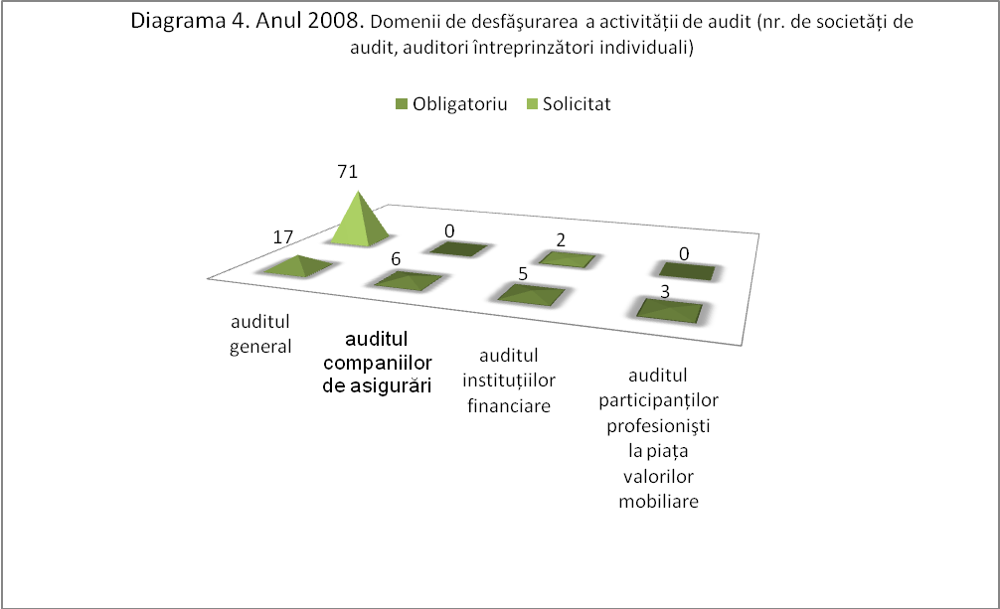 Diagrama 4. Anul 2008. Domenii de desfășurarea a activității de audit (nr. de societăți de
audit, auditori întreprinzători individuali)
Obligatoriu Solicitat
71
17
0
6
2
5
0
3
auditul
general
auditul
companiilor
de asigurări
auditul
instituțiilor
financiare
auditul
participanților
profesioniști
la piața
valorilor
mobiliare